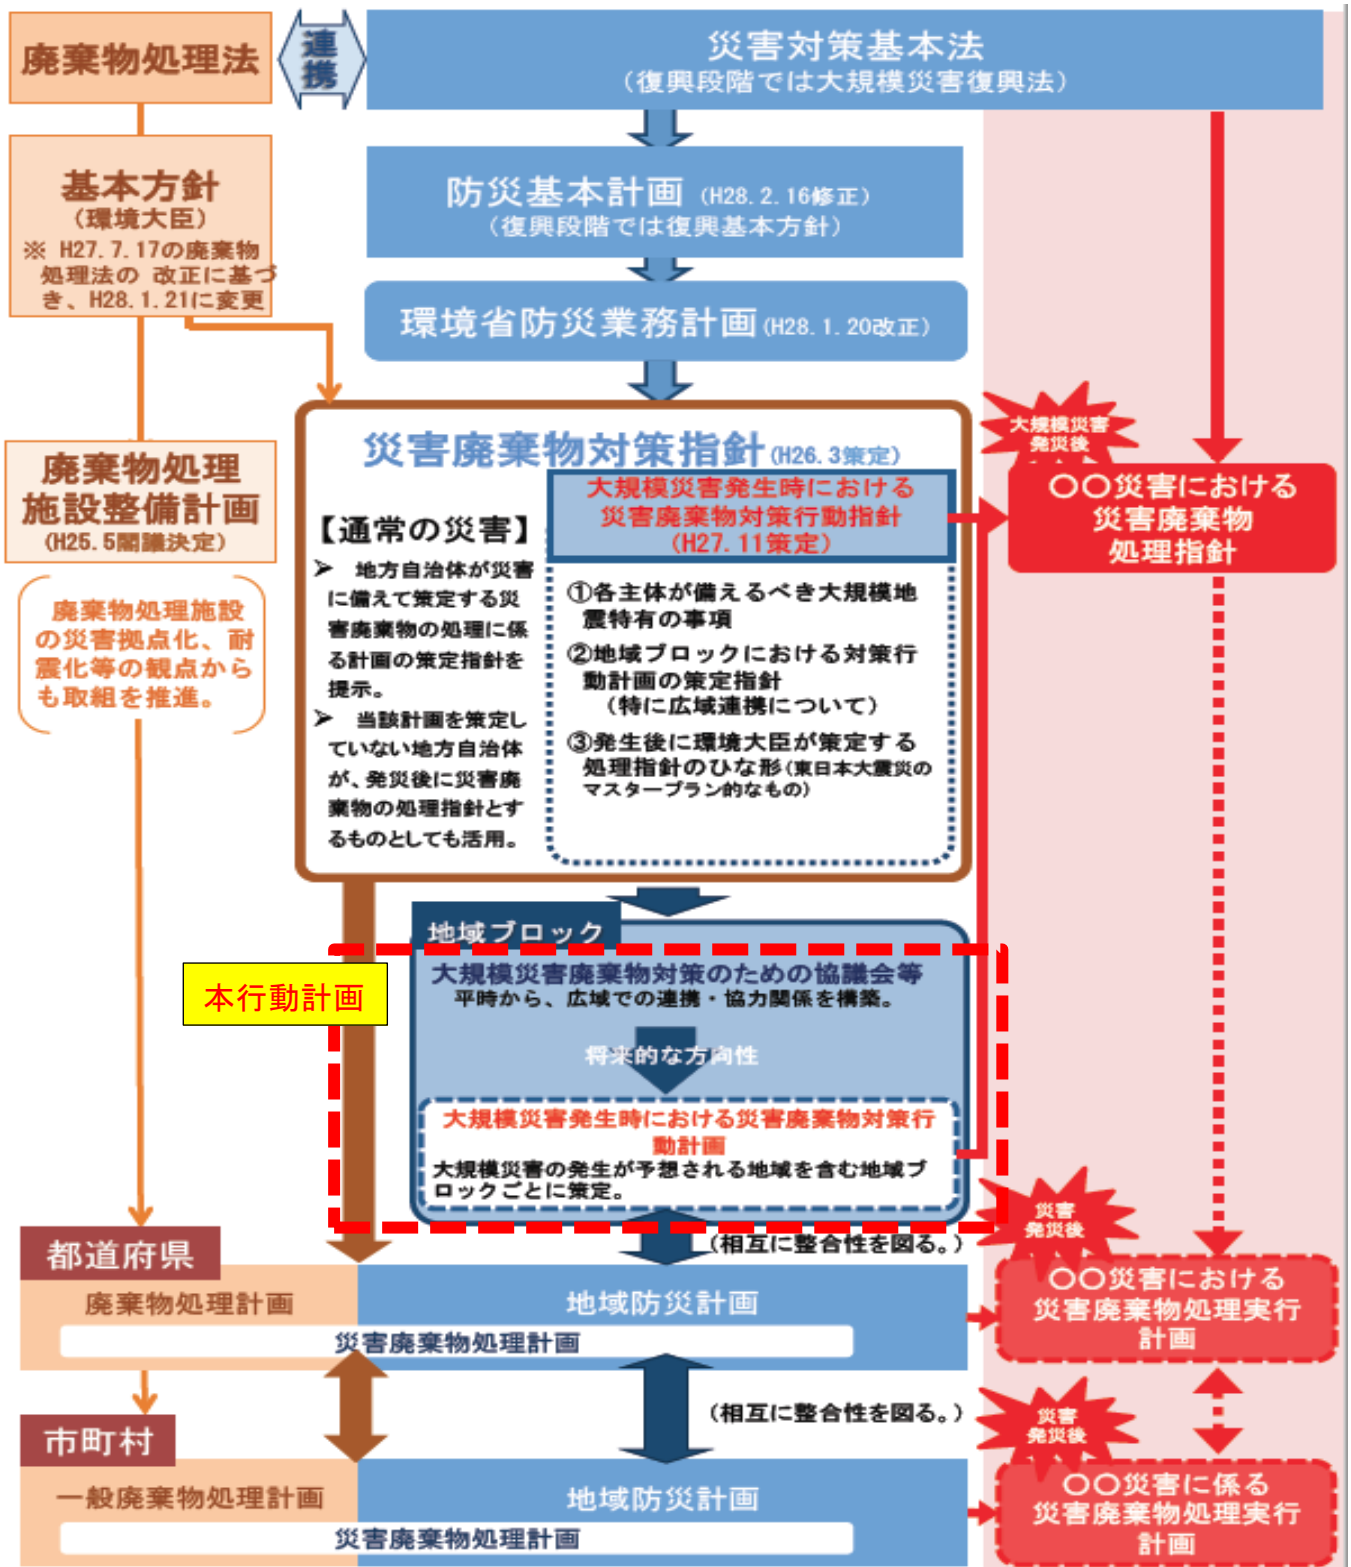 廃棄物処理法
連携
災害対策基本法
(復興段階では大規模災害復興法)
基本方針
(環境大臣)
※ H27.7.17の廃棄物
処理法の 改正に基づ
き、H28.1.21に変更
防災基本計画 (H28.2.16修正)
(復興段階では復興基本方針)
環境省防災業務計画(H28.1.20改正)
廃棄物処理
施設整備計画
(H25.5閣議決定)
廃棄物処理施設
の災害拠点化、耐
震化等の観点から
も取組を推進。
災害廃棄物対策指針(H26.3策定)
【通常の災害】
➢ 地方自治体が災害
に備えて策定する災
害廃棄物の処理に係
る計画の策定指針を
提示。
➢ 当該計画を策定し
ていない地方自治体
が、発災後に災害廃
棄物の処理指針とす
るものとしても活用。
大規模災害発生時における
災害廃棄物対策行動指針
(H27.11策定)
①各主体が備えるべき大規模地
震特有の事項
②地域ブロックにおける対策行
動計画の策定指針
(特に広域連携について)
③発生後に環境大臣が策定する
処理指針のひな形(東日本大震災の
マスタープラン的なもの)
大規模災害
発災後
〇〇災害における
災害廃棄物
処理指針
地域ブロック
本行動計画
大規模災害廃棄物対策のための協議会等
平時から、広域での連携・協力関係を構築。
将来的な方向性
大規模災害発生時における災害廃棄物対策行
動計画
大規模災害の発生が予想される地域を含む地域ブ
ロックごとに策定。
(相互に整合性を図る。)
災害
発災後
都道府県
廃棄物処理計画
地域防災計画
災害廃棄物処理計画
〇〇災害における
災害廃棄物処理実行
計画
(相互に整合性を図る。)
災害
発災後
市町村
一般廃棄物処理計画
地域防災計画
災害廃棄物処理計画
〇〇災害に係る
災害廃棄物処理実行
計画